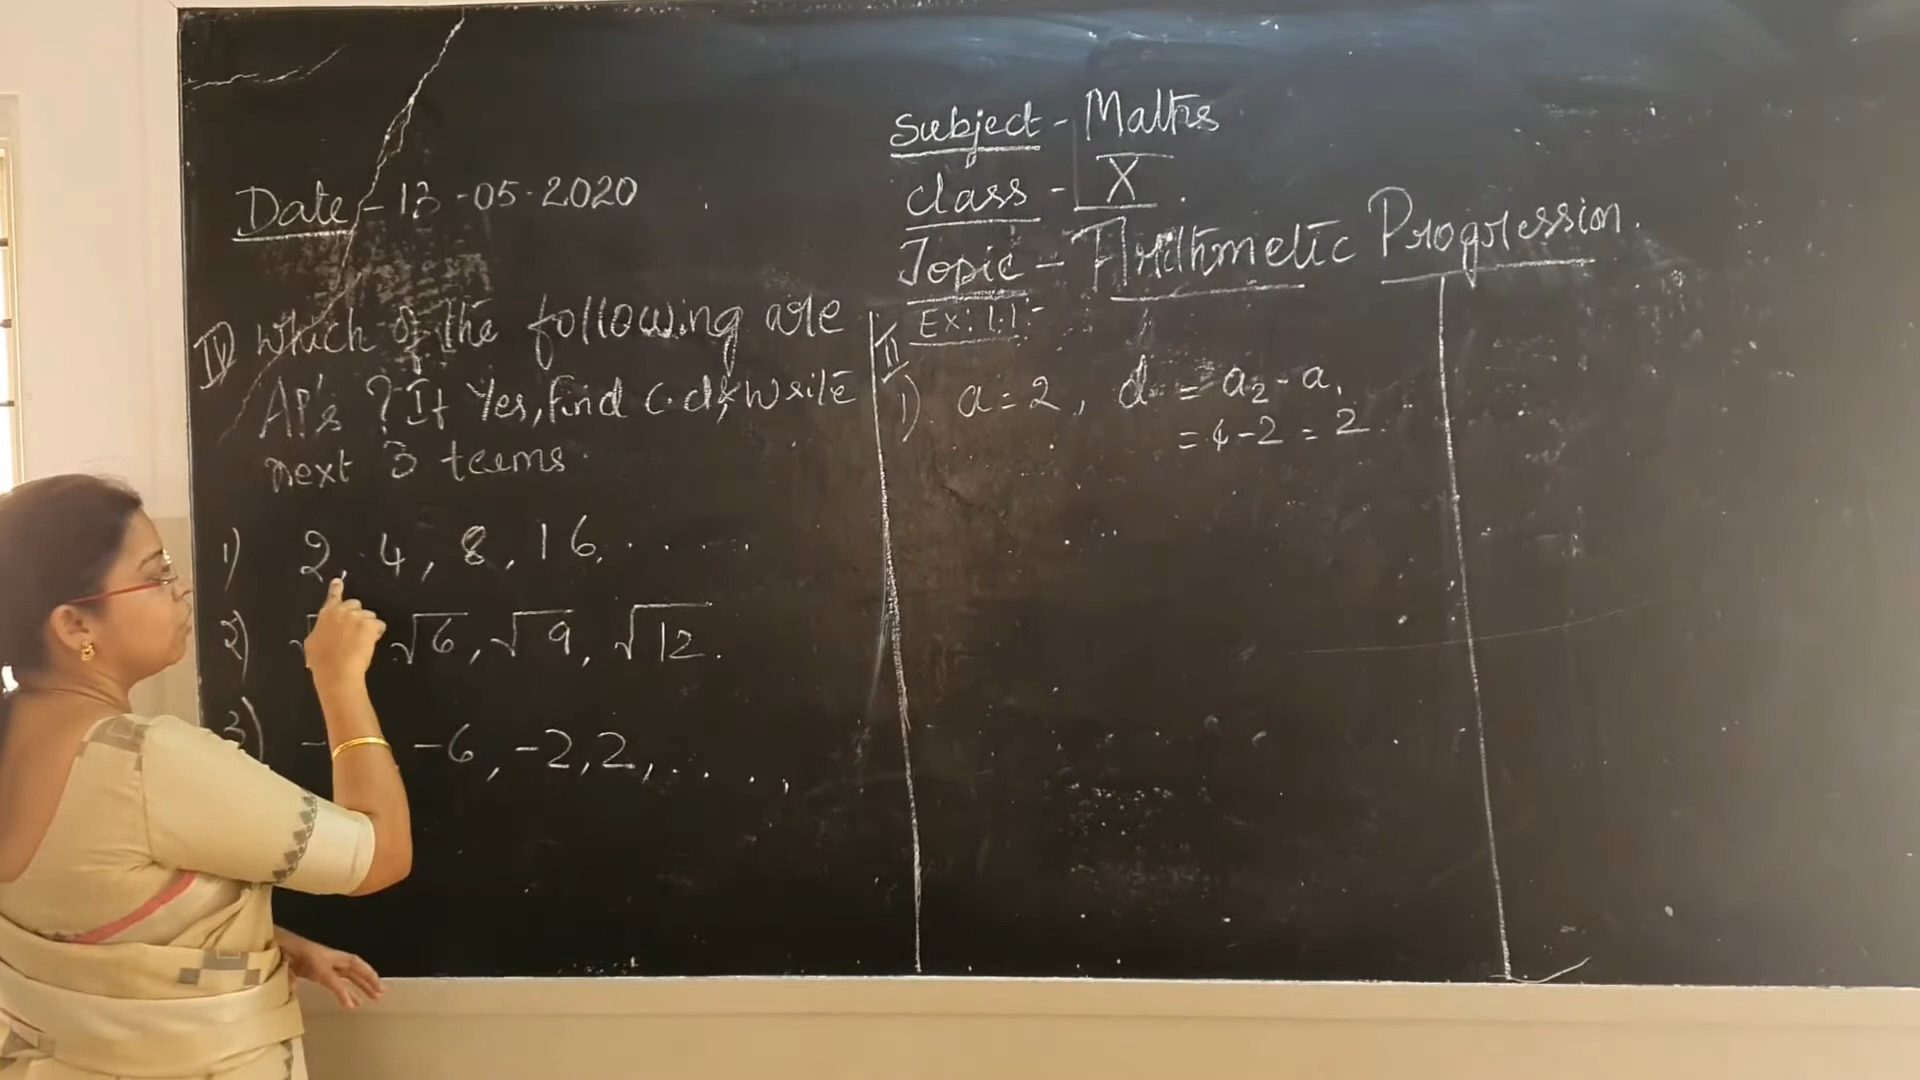 Subject - Maths
Class - X
Date - 13-05-2020
Topic - Arithmetic Progression.
IV) Which of the following are
AP's ? If Yes, find c.d & write
next 3 terms.
1) 2, 4, 8, 16, .....
2) √6, √9, √12.
3) - -6, -2, 2, ....,
Ex: 1.1:-
II
1) a = 2, d = a2 - a1
= 4 - 2 = 2